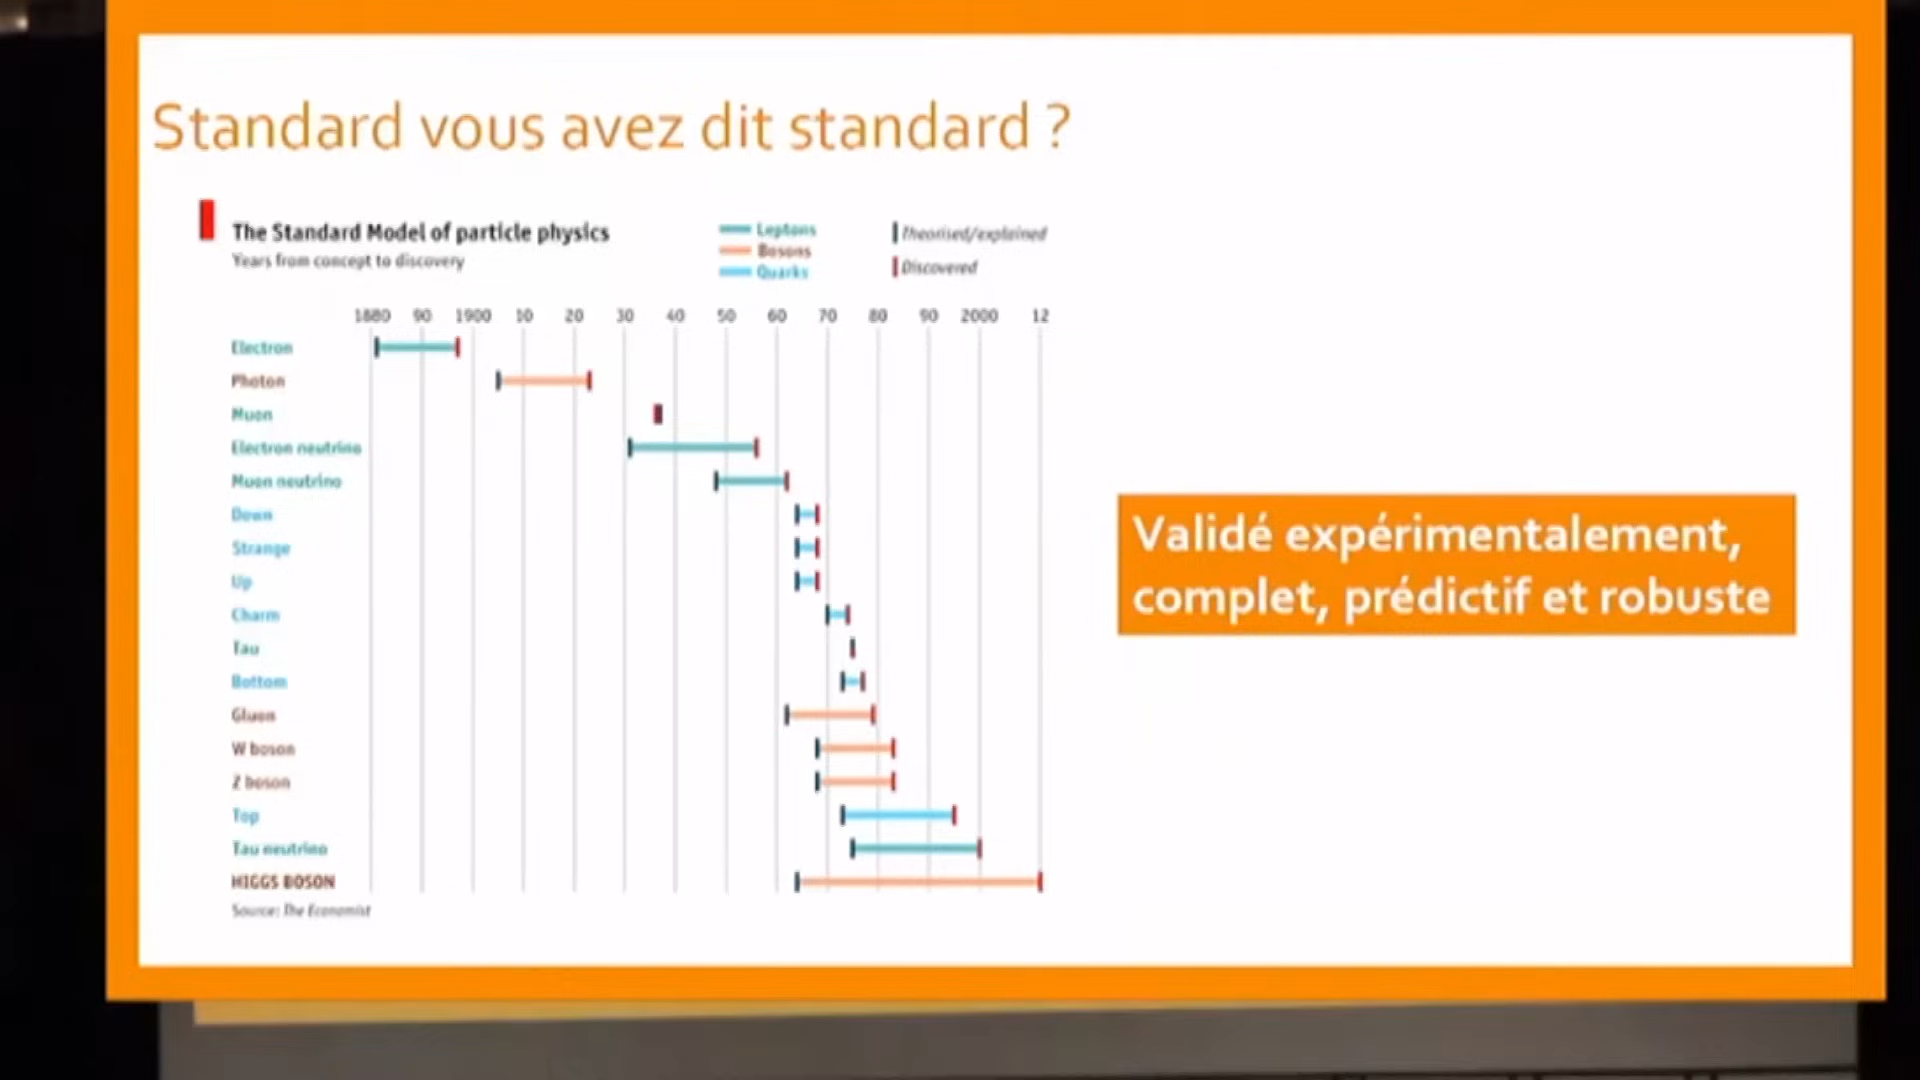 Standard vous avez dit standard ?
The Standard Model of particle physics
Years from concept to discovery
Leptons
Bosons
Quarks
Theorised/explained
Discovered
1880 90 1900 10 20 30 40 50 60 70 80 90 2000 12
Electron
Photon
Muon
Electron neutrino
Muon neutrino
Down
Strange
Up
Charm
Tau
Bottom
Gluon
W boson
Z boson
Top
Tau neutrino
HIGGS BOSON
Source: The Economist
Validé expérimentalement,
complet, prédictif et robuste